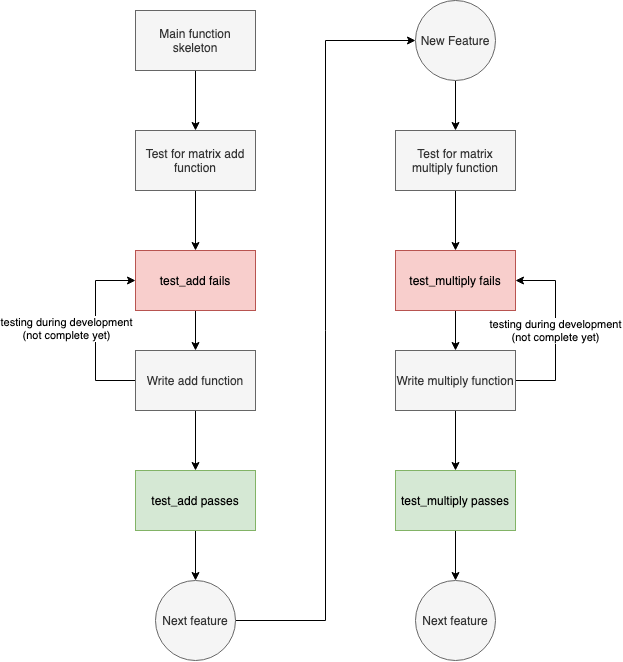 Main function
skeleton
Test for matrix add
function
test_add fails
testing during development
(not complete yet)
Write add function
test_add passes
Next feature
New Feature
Test for matrix
multiply function
test_multiply fails
testing during development
(not complete yet)
Write multiply function
test_multiply passes
Next feature